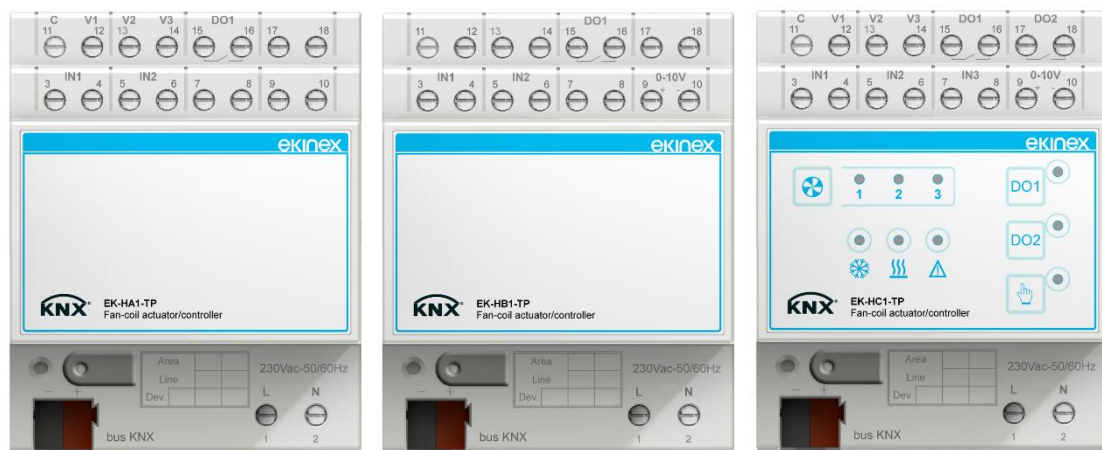 C V1 V2 V3 DO1
11 12 13 14 15 16 17 18
IN1 IN2
3 4 5 6 7 8 9 10
ekinex
KNX
EK-HA1-TP
Fan-coil actuator/controller
Area
Line
Dev.
230Vac-50/60Hz
L N
- +
bus KNX
1 2
DO1
11 12 13 14 15 16 17 18
IN1 IN2 0-10V
3 4 5 6 7 8 9 + - 10
ekinex
KNX
EK-HB1-TP
Fan-coil actuator/controller
Area
Line
Dev.
230Vac-50/60Hz
L N
- +
bus KNX
1 2
C V1 V2 V3 DO1 DO2
11 12 13 14 15 16 17 18
IN1 IN2 IN3 0-10V
3 4 5 6 7 8 9 + - 10
ekinex
1 2 3
DO1
DO2
KNX
EK-HC1-TP
Fan-coil actuator/controller
Area
Line
Dev.
230Vac-50/60Hz
L N
- +
bus KNX
1 2